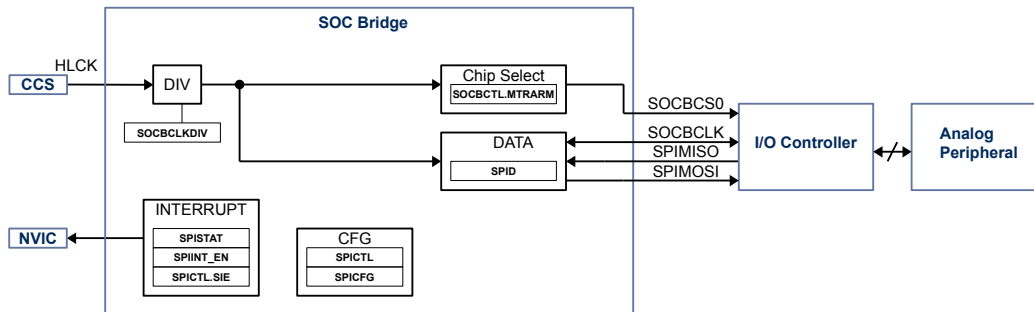 SOC Bridge
HLCK
CCS
DIV
SOCBCLKDIV
Chip Select
SOCBCTL.MTRARM
SOCBCS0
DATA
SPID
SOCBCLK
SPIMISO
SPIMOSI
I/O Controller
Analog
Peripheral
NVIC
INTERRUPT
SPISTAT
SPIINT_EN
SPICTL.SIE
CFG
SPICTL
SPICFG